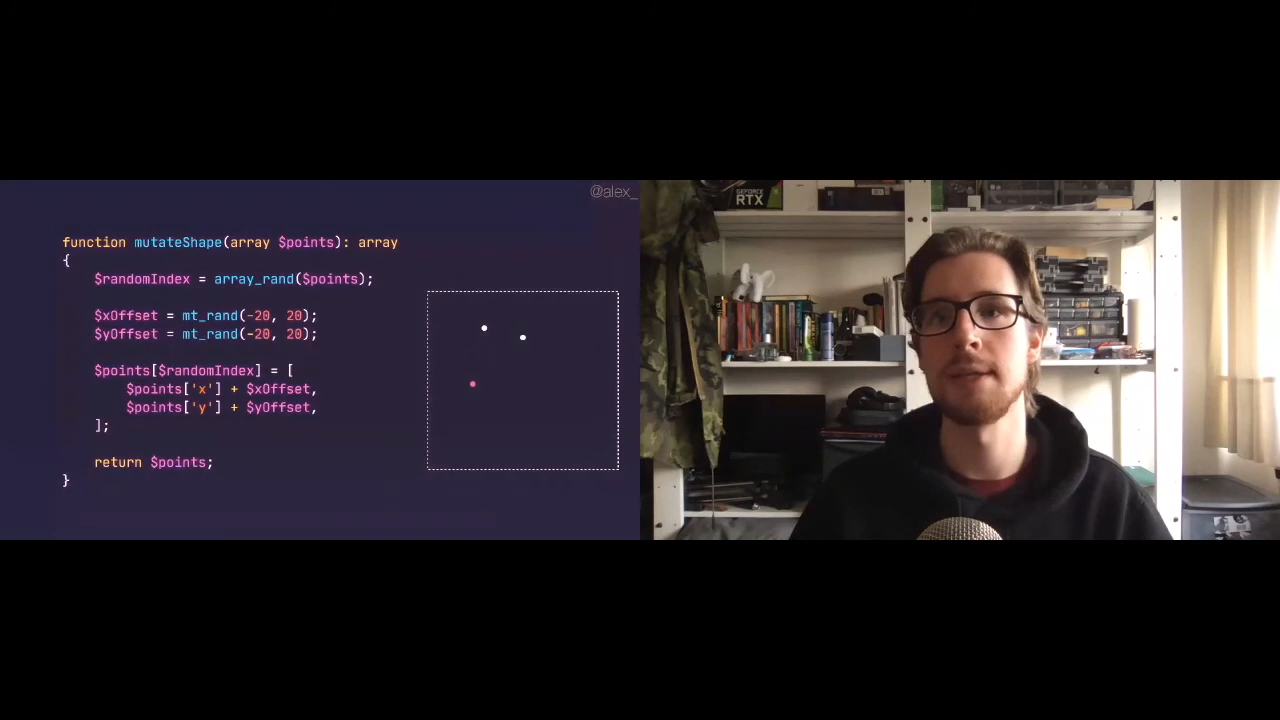 @alex_
function mutateShape(array $points): array
{
$randomIndex = array_rand($points);
$xOffset = mt_rand(-20, 20);
$yOffset = mt_rand(-20, 20);
$points[$randomIndex] = [
$points['x'] + $xOffset,
$points['y'] + $yOffset,
];
return $points;
}
GEFORCE
RTX